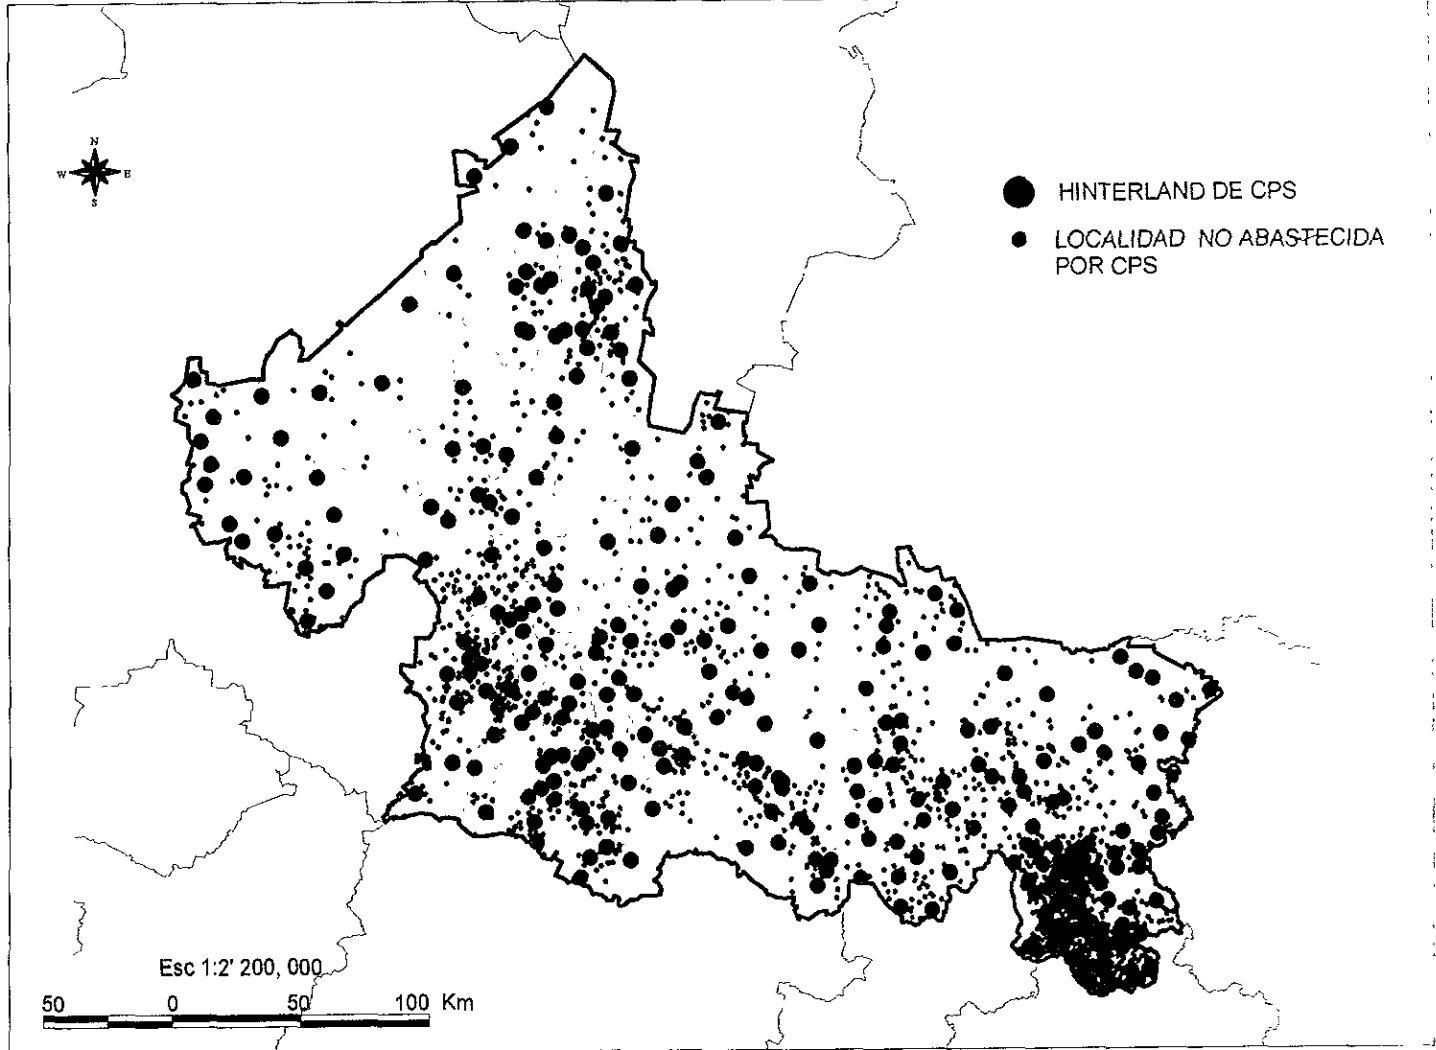 N
W E
S
HINTERLAND DE CPS
LOCALIDAD NO ABASTECIDA
POR CPS
Esc 1:2' 200, 000
50 0 50 100 Km